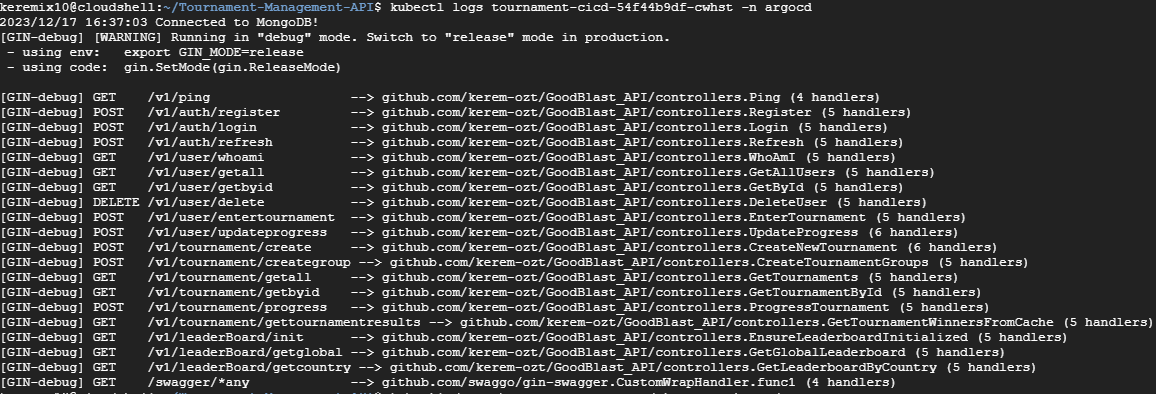 keremix10@cloudshell:~/Tournament-Management-API$ kubectl logs tournament-cicd-54f44b9df-cwhst -n argocd
2023/12/17 16:37:03 Connected to MongoDB!
[GIN-debug] [WARNING] Running in "debug" mode. Switch to "release" mode in production.
 - using env:   export GIN_MODE=release
 - using code:  gin.SetMode(gin.ReleaseMode)

[GIN-debug] GET    /v1/ping                  --> github.com/kerem-ozt/GoodBlast_API/controllers.Ping (4 handlers)
[GIN-debug] POST   /v1/auth/register         --> github.com/kerem-ozt/GoodBlast_API/controllers.Register (5 handlers)
[GIN-debug] POST   /v1/auth/login            --> github.com/kerem-ozt/GoodBlast_API/controllers.Login (5 handlers)
[GIN-debug] POST   /v1/auth/refresh          --> github.com/kerem-ozt/GoodBlast_API/controllers.Refresh (5 handlers)
[GIN-debug] GET    /v1/user/whoami           --> github.com/kerem-ozt/GoodBlast_API/controllers.WhoAmI (5 handlers)
[GIN-debug] GET    /v1/user/getall           --> github.com/kerem-ozt/GoodBlast_API/controllers.GetAllUsers (5 handlers)
[GIN-debug] GET    /v1/user/getbyid          --> github.com/kerem-ozt/GoodBlast_API/controllers.GetById (5 handlers)
[GIN-debug] DELETE /v1/user/delete           --> github.com/kerem-ozt/GoodBlast_API/controllers.DeleteUser (5 handlers)
[GIN-debug] POST   /v1/user/entertournament  --> github.com/kerem-ozt/GoodBlast_API/controllers.EnterTournament (5 handlers)
[GIN-debug] POST   /v1/user/updateprogress   --> github.com/kerem-ozt/GoodBlast_API/controllers.UpdateProgress (6 handlers)
[GIN-debug] POST   /v1/tournament/create     --> github.com/kerem-ozt/GoodBlast_API/controllers.CreateNewTournament (6 handlers)
[GIN-debug] POST   /v1/tournament/creategroup --> github.com/kerem-ozt/GoodBlast_API/controllers.CreateTournamentGroups (5 handlers)
[GIN-debug] GET    /v1/tournament/getall     --> github.com/kerem-ozt/GoodBlast_API/controllers.GetTournaments (5 handlers)
[GIN-debug] GET    /v1/tournament/getbyid    --> github.com/kerem-ozt/GoodBlast_API/controllers.GetTournamentById (5 handlers)
[GIN-debug] POST   /v1/tournament/progress   --> github.com/kerem-ozt/GoodBlast_API/controllers.ProgressTournament (5 handlers)
[GIN-debug] GET    /v1/tournament/gettournamentresults --> github.com/kerem-ozt/GoodBlast_API/controllers.GetTournamentWinnersFromCache (5 handlers)
[GIN-debug] GET    /v1/leaderBoard/init      --> github.com/kerem-ozt/GoodBlast_API/controllers.EnsureLeaderboardInitialized (5 handlers)
[GIN-debug] GET    /v1/leaderBoard/getglobal --> github.com/kerem-ozt/GoodBlast_API/controllers.GetGlobalLeaderboard (5 handlers)
[GIN-debug] GET    /v1/leaderBoard/getcountry --> github.com/kerem-ozt/GoodBlast_API/controllers.GetLeaderboardByCountry (5 handlers)
[GIN-debug] GET    /swagger/*any             --> github.com/swaggo/gin-swagger.CustomWrapHandler.func1 (4 handlers)